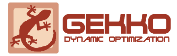 GEKKO
DYNAMIC OPTIMIZATION